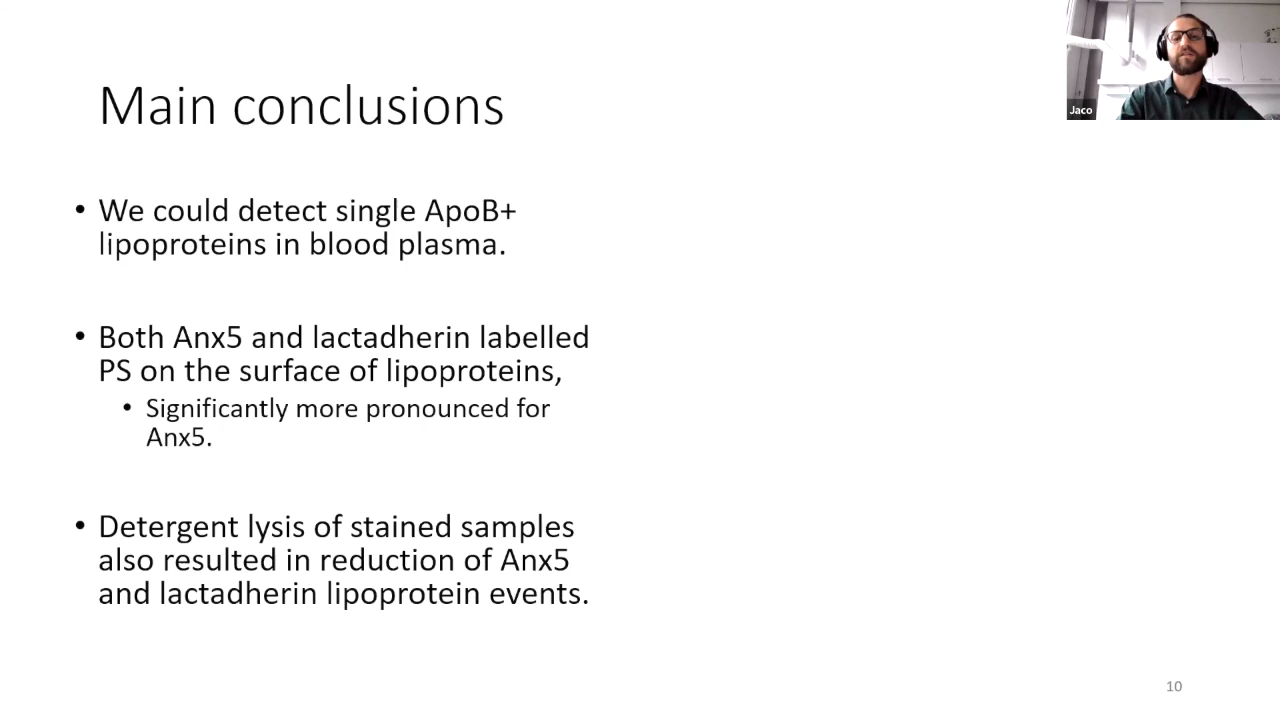 Main conclusions
Jaco
• We could detect single ApoB+
lipoproteins in blood plasma.
• Both Anx5 and lactadherin labelled
PS on the surface of lipoproteins,
• Significantly more pronounced for
Anx5.
• Detergent lysis of stained samples
also resulted in reduction of Anx5
and lactadherin lipoprotein events.
10